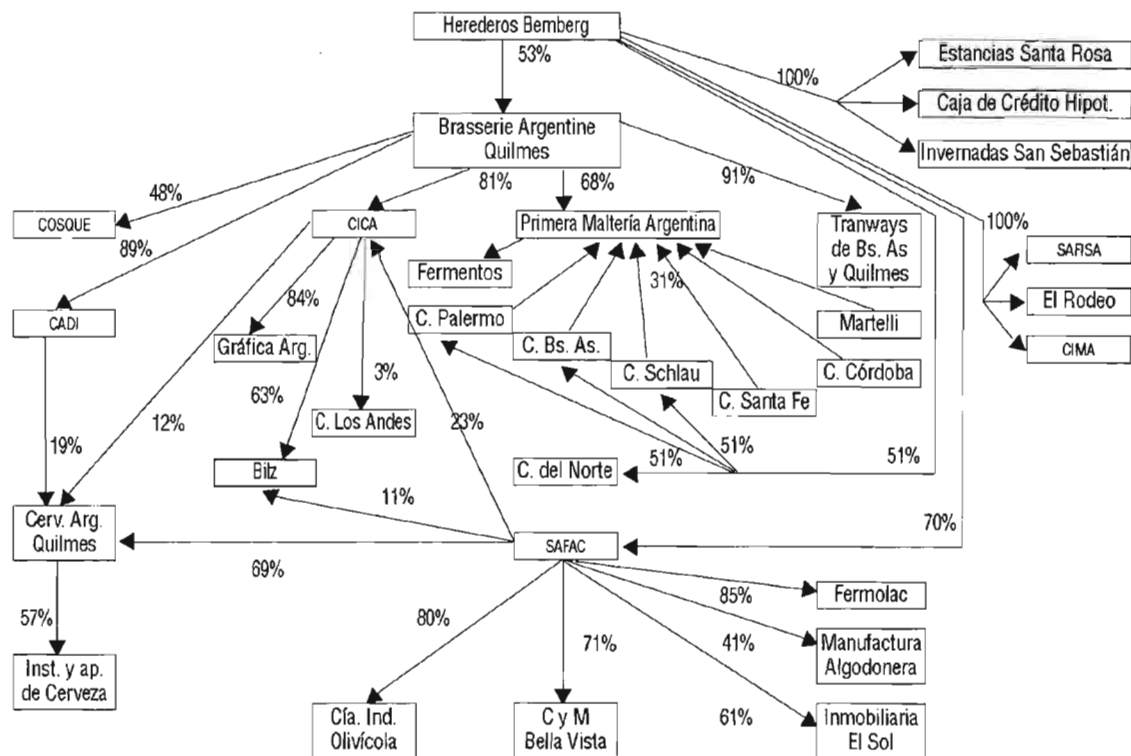 Herederos Bemberg
53%
100%
Estancias Santa Rosa
Caja de Crédito Hipot.
Invernadas San Sebastián
Brasserie Argentine
Quilmes
48%
81%
68%
91%
100%
COSQUE
CICA
Primera Maltería Argentina
Tranways
de Bs. As
y Quilmes
SAFISA
89%
Fermentos
31%
El Rodeo
CADI
84%
C. Palermo
Martelli
CIMA
Gráfica Arg.
C. Bs. As.
3%
C. Schlau
C. Córdoba
63%
C. Los Andes
C. Santa Fe
12%
23%
19%
51%
51%
51%
Bitz
C. del Norte
11%
Cerv. Arg.
Quilmes
70%
SAFAC
69%
57%
80%
85%
Fermolac
71%
41%
Manufactura
Algodonera
Inst. y ap.
de Cerveza
Cía. Ind.
Olivícola
C y M
Bella Vista
61%
Inmobiliaria
El Sol